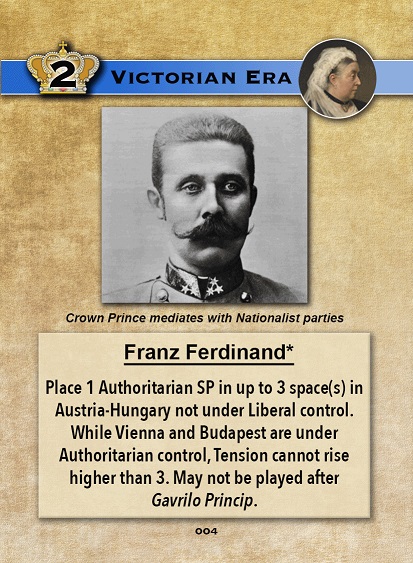 2 VICTORIAN ERA
Crown Prince mediates with Nationalist parties
Franz Ferdinand*
Place 1 Authoritarian SP in up to 3 space(s) in
Austria-Hungary not under Liberal control.
While Vienna and Budapest are under
Authoritarian control, Tension cannot rise
higher than 3. May not be played after
Gavrilo Princip.
004